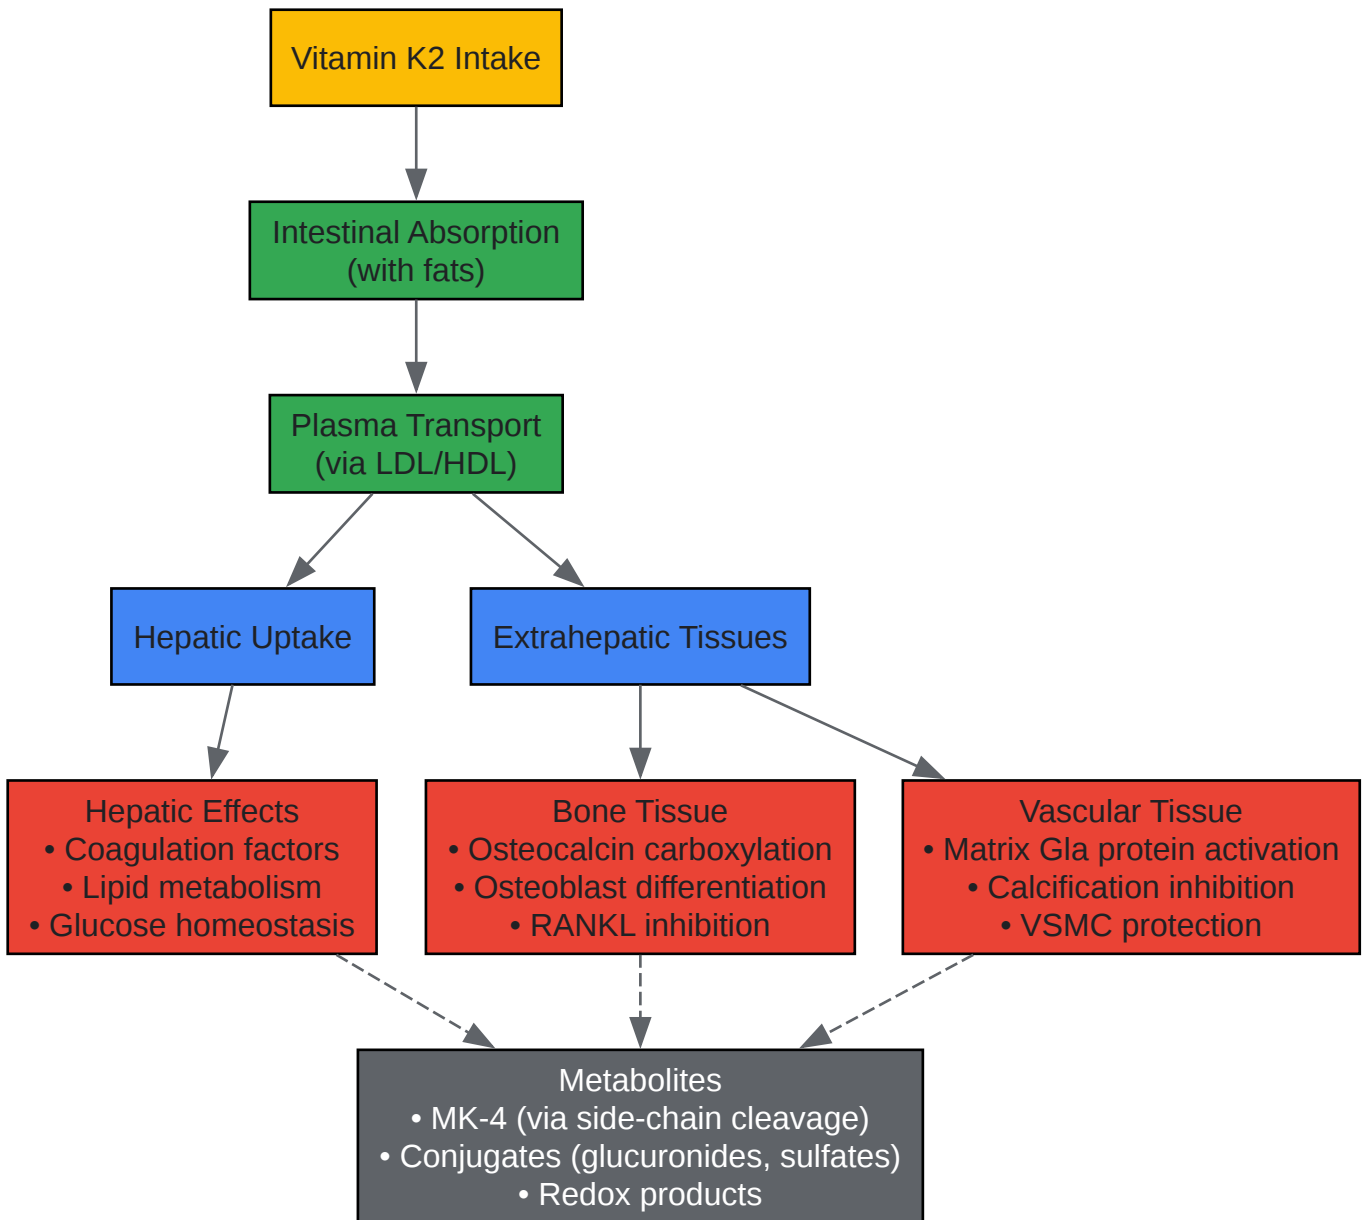 Vitamin K2 Intake
Intestinal Absorption
(with fats)
Plasma Transport
(via LDL/HDL)
Hepatic Uptake
Extrahepatic Tissues
Hepatic Effects
• Coagulation factors
• Lipid metabolism
• Glucose homeostasis
Bone Tissue
• Osteocalcin carboxylation
• Osteoblast differentiation
• RANKL inhibition
Vascular Tissue
• Matrix Gla protein activation
• Calcification inhibition
• VSMC protection
Metabolites
• MK-4 (via side-chain cleavage)
• Conjugates (glucuronides, sulfates)
• Redox products